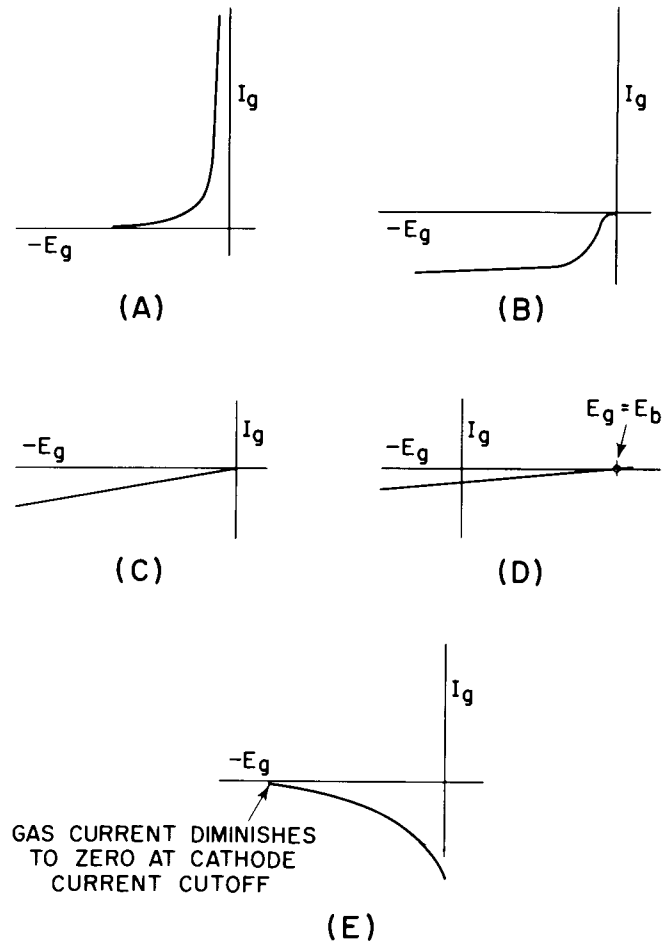 I_g
−E_g
(A)
I_g
−E_g
(B)
−E_g
I_g
(C)
−E_g
I_g
E_g = E_b
(D)
I_g
−E_g
GAS CURRENT DIMINISHES
TO ZERO AT CATHODE
CURRENT CUTOFF
(E)